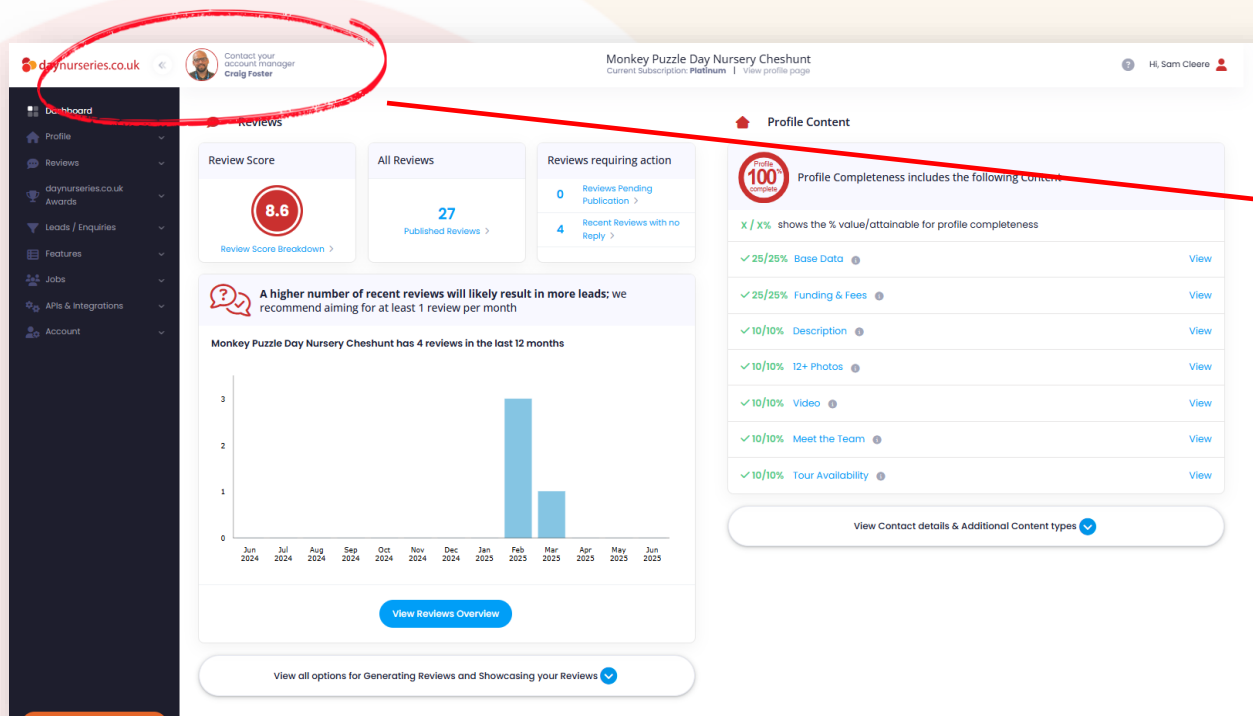 daynurseries.co.uk
Contact your
account manager
Craig Foster
Monkey Puzzle Day Nursery Cheshunt
Current Subscription: Platinum | View profile page
Hi, Sam Cleere
Dashboard
Profile
Reviews
daynurseries.co.uk
Awards
Leads / Enquiries
Features
Jobs
APIs & Integrations
Account
Reviews
Review Score
8.6
Review Score Breakdown >
All Reviews
27
Published Reviews >
Reviews requiring action
0 Reviews Pending
Publication >
4 Recent Reviews with no
Reply >
A higher number of recent reviews will likely result in more leads; we
recommend aiming for at least 1 review per month
Monkey Puzzle Day Nursery Cheshunt has 4 reviews in the last 12 months
3
2
1
0
Jun 2024 Jul 2024 Aug 2024 Sep 2024 Oct 2024 Nov 2024 Dec 2024 Jan 2025 Feb 2025 Mar 2025 Apr 2025 May 2025 Jun 2025
View Reviews Overview
View all options for Generating Reviews and Showcasing your Reviews
Profile Content
Profile
100%
complete
Profile Completeness includes the following Content
X / X% shows the % value/attainable for profile completeness
25/25% Base Data View
25/25% Funding & Fees View
10/10% Description View
10/10% 12+ Photos View
10/10% Video View
10/10% Meet the Team View
10/10% Tour Availability View
View Contact details & Additional Content types